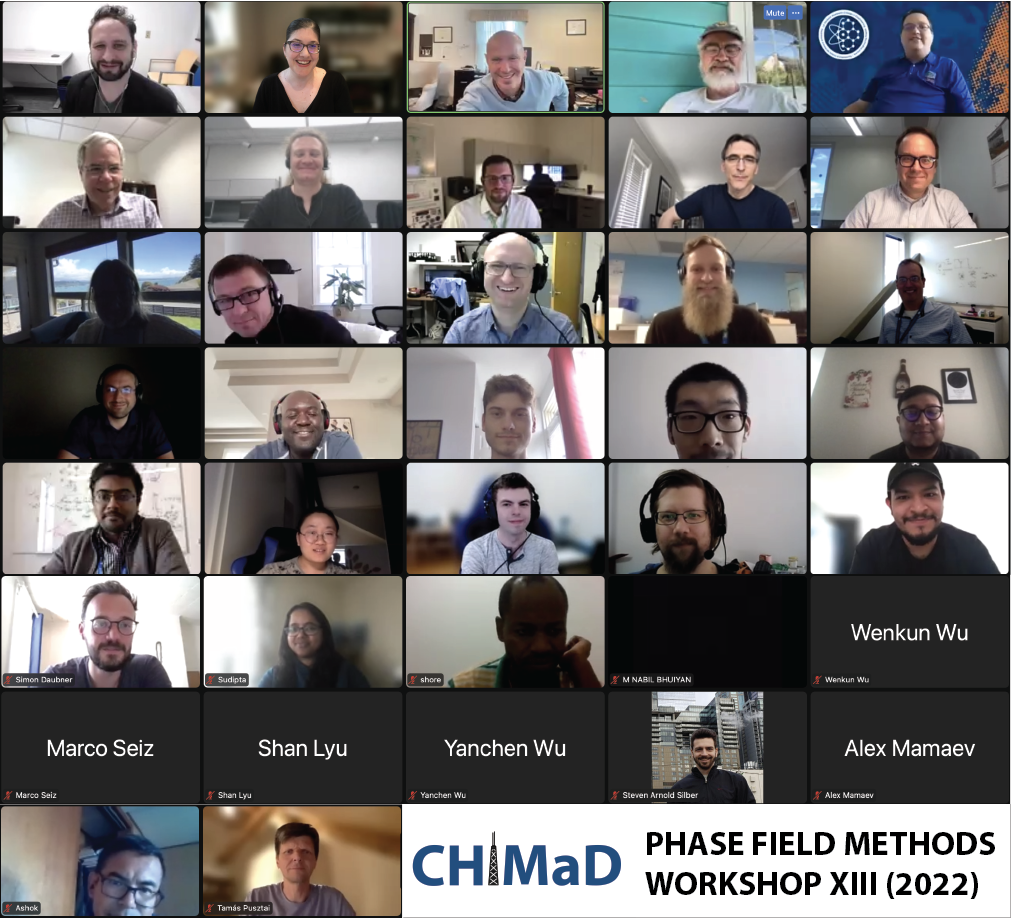 Mute ...
Simon Daubner
Sudipta
shore
M NABIL BHUIYAN
Wenkun Wu
Wenkun Wu
Marco Seiz
Marco Seiz
Shan Lyu
Shan Lyu
Yanchen Wu
Yanchen Wu
Steven Arnold Silber
Alex Mamaev
Alex Mamaev
Ashok
Tamás Pusztai
CHiMaD
PHASE FIELD METHODS
WORKSHOP XIII (2022)